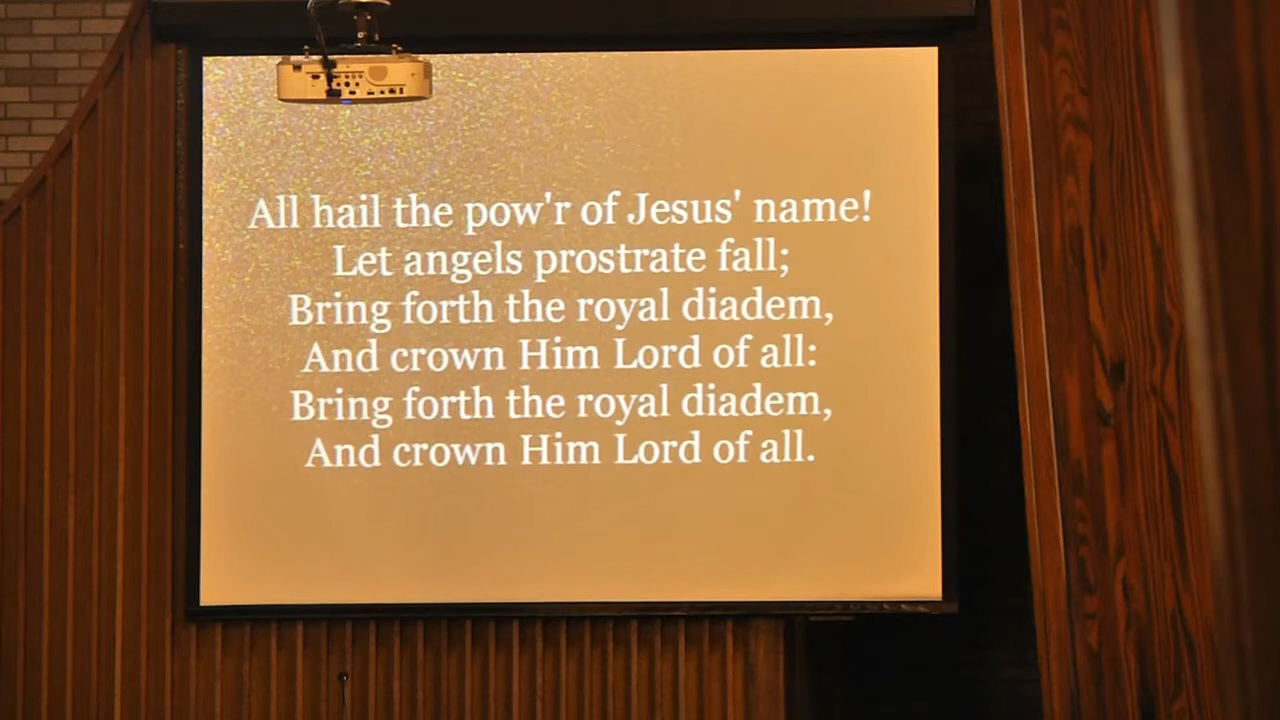 All hail the pow'r of Jesus' name!
Let angels prostrate fall;
Bring forth the royal diadem,
And crown Him Lord of all:
Bring forth the royal diadem,
And crown Him Lord of all.